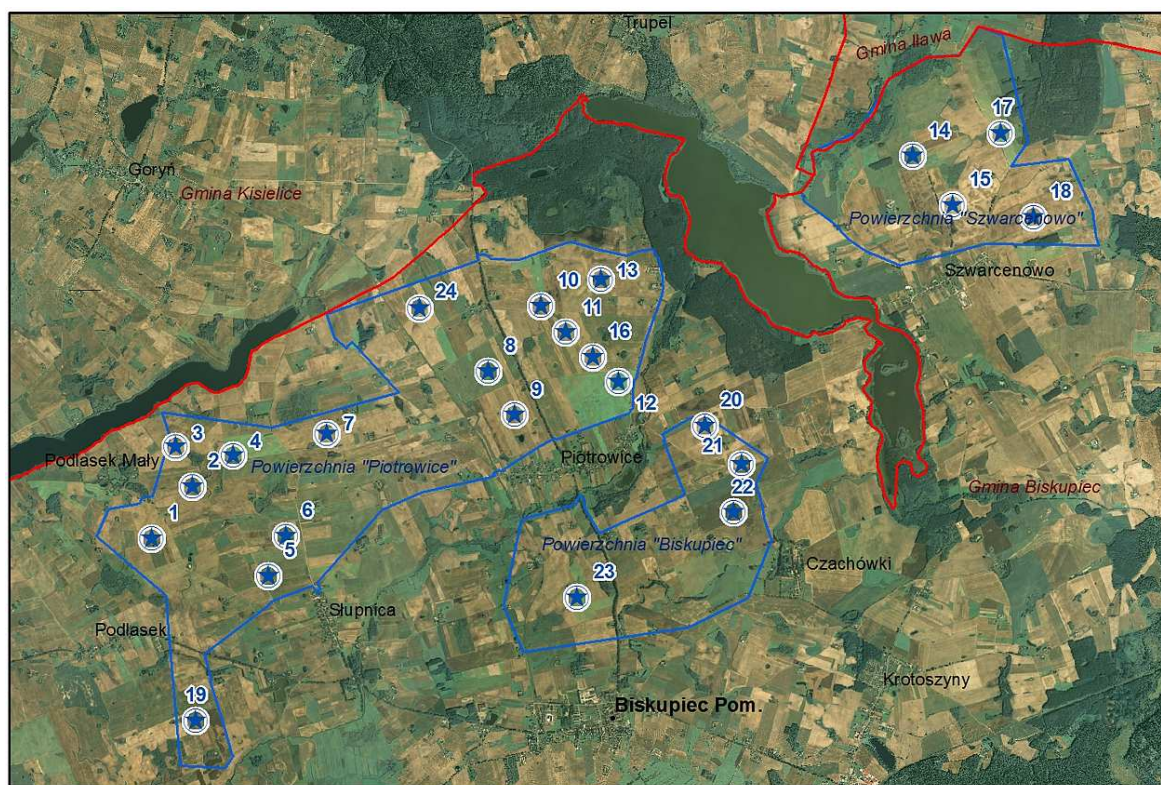 Trupel
Gmina Iława
17
14
Goryń
Gmina Kisielice
15
18
Powierzchnia "Szwarcenowo"
Szwarcenowo
13
10
24
11
16
8
9
12
20
7
3
4
21
Podlasek Mały
2
Powierzchnia "Piotrowice"
Piotrowice
Gmina Biskupiec
22
1
6
5
Powierzchnia "Biskupiec"
Czachówki
23
Słupnica
Podlasek
Krotoszyny
19
Biskupiec Pom.